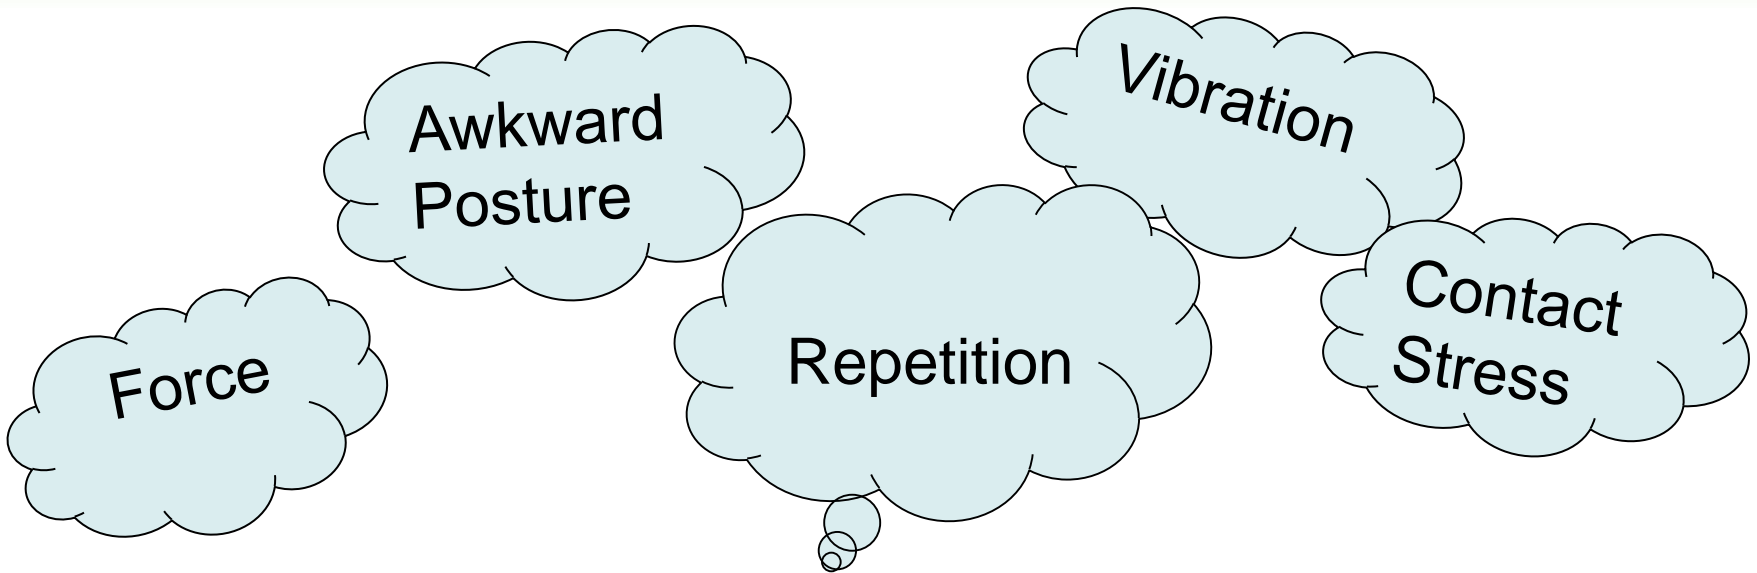 Force
Awkward
Posture
Repetition
Vibration
Contact
Stress